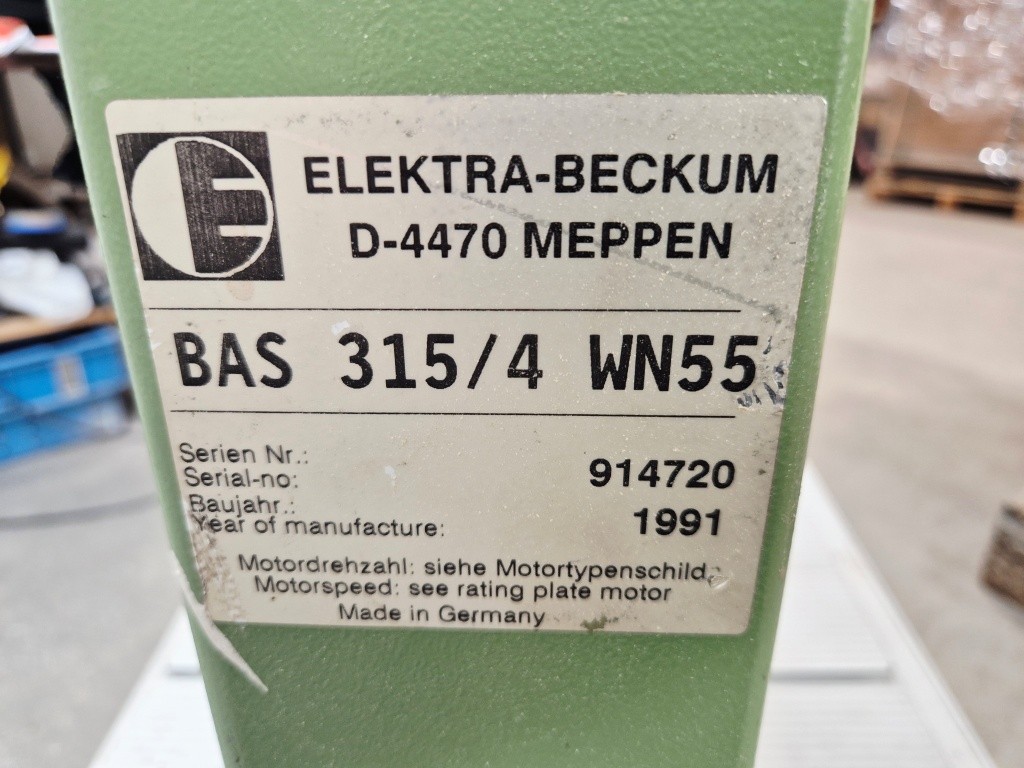 E
ELEKTRA-BECKUM
D-4470 MEPPEN
BAS 315/4 WN55
Serien Nr.:
Serial-no: 914720
Baujahr.:
Year of manufacture: 1991
Motordrehzahl: siehe Motortypenschild
Motorspeed: see rating plate motor
Made in Germany